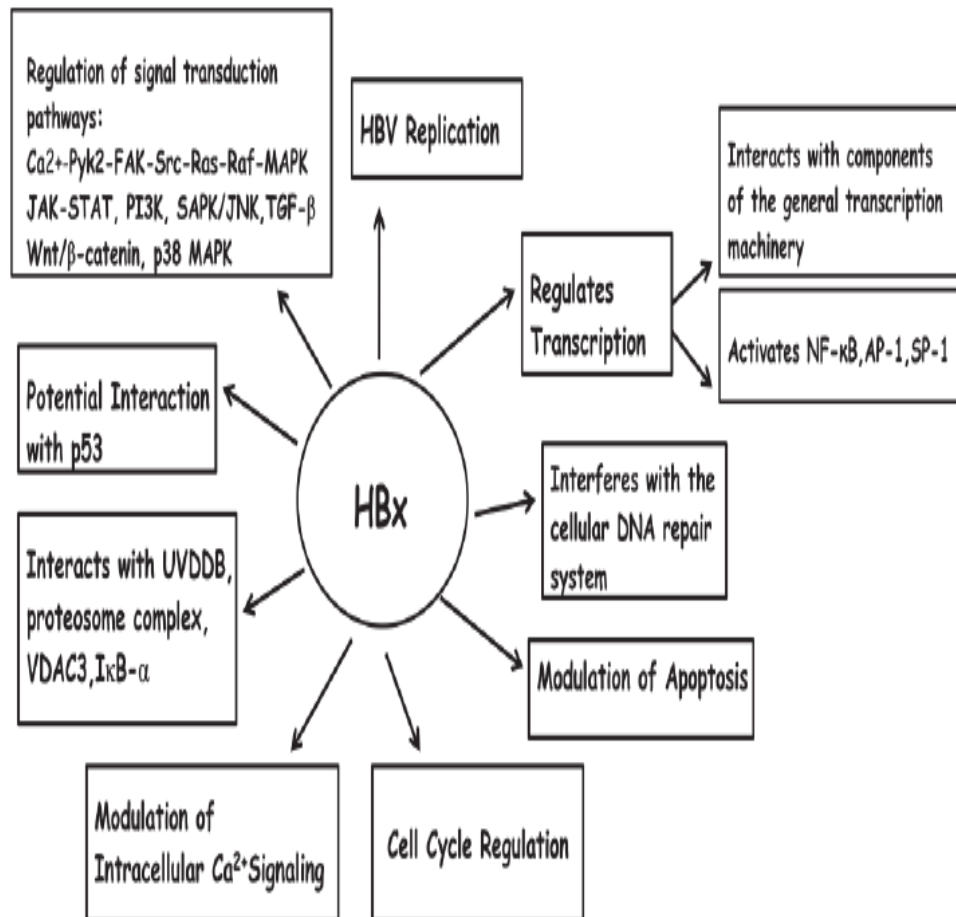 Regulation of signal transduction
pathways:
Ca2+-Pyk2-FAK-Src-Ras-Raf-MAPK
JAK-STAT, PI3K, SAPK/JNK,TGF-β
Wnt/β-catenin, p38 MAPK
HBV Replication
Regulates
Transcription
Interacts with components
of the general transcription
machinery
Activates NF-κB,AP-1,SP-1
Potential Interaction
with p53
HBx
Interferes with the
cellular DNA repair
system
Interacts with UVDDB,
proteosome complex,
VDAC3,IκB-α
Modulation of Apoptosis
Modulation of
Intracellular Ca²⁺Signaling
Cell Cycle Regulation